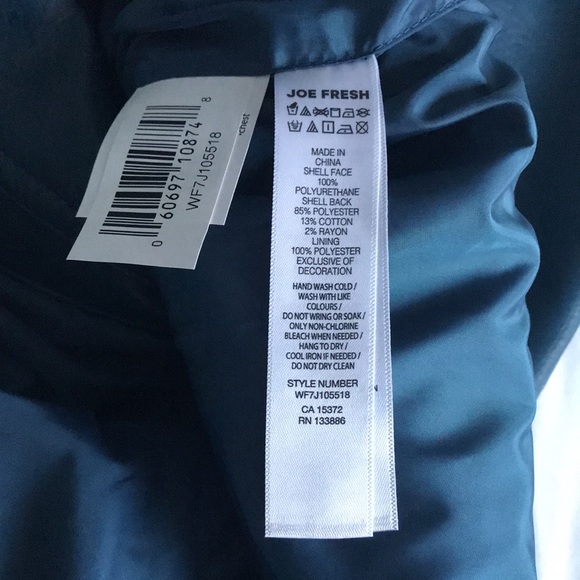 JOE FRESH
MADE IN
CHINA
SHELL FACE
100%
POLYURETHANE
SHELL BACK
85% POLYESTER
13% COTTON
2% RAYON
LINING
100% POLYESTER
EXCLUSIVE OF
DECORATION
HAND WASH COLD /
WASH WITH LIKE
COLOURS /
DO NOT WRING OR SOAK /
ONLY NON-CHLORINE
BLEACH WHEN NEEDED /
HANG TO DRY /
COOL IRON IF NEEDED /
DO NOT DRY CLEAN
STYLE NUMBER
WF7J105518
CA 15372
RN 133886
0 60697 10874 8
WF7J105518